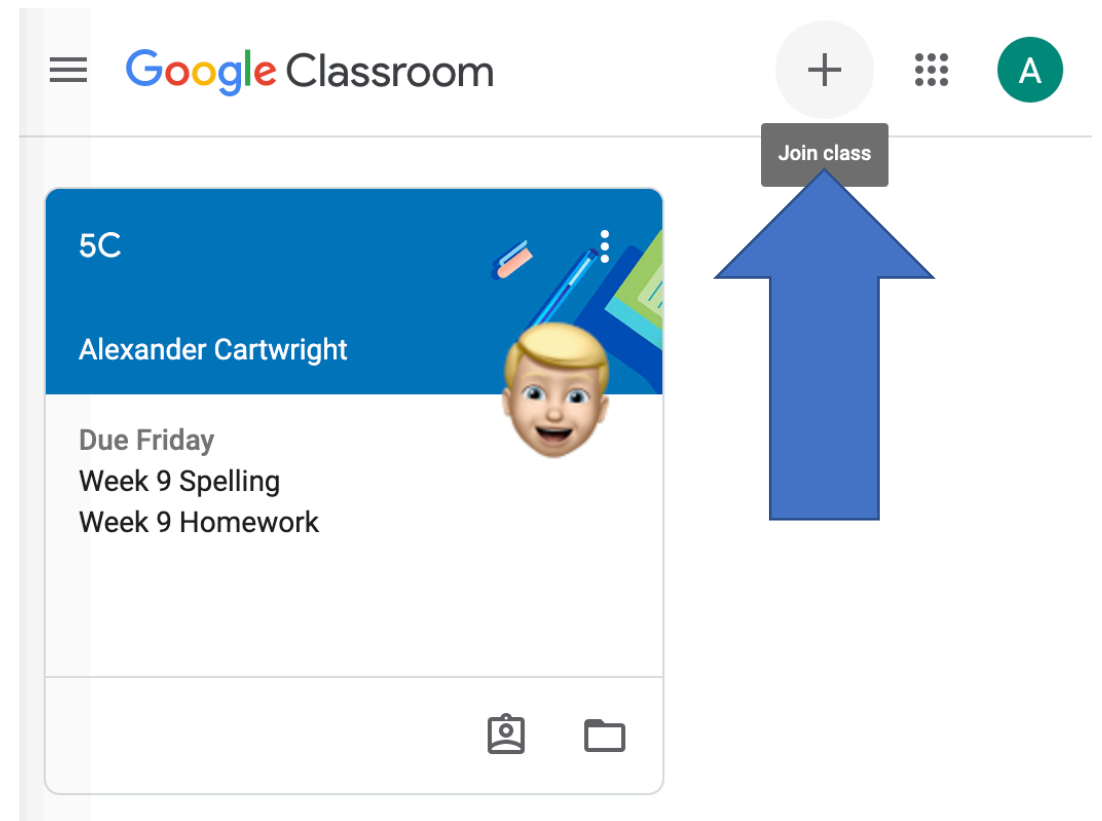 Google Classroom
A
Join class
5C
Alexander Cartwright
Due Friday
Week 9 Spelling
Week 9 Homework